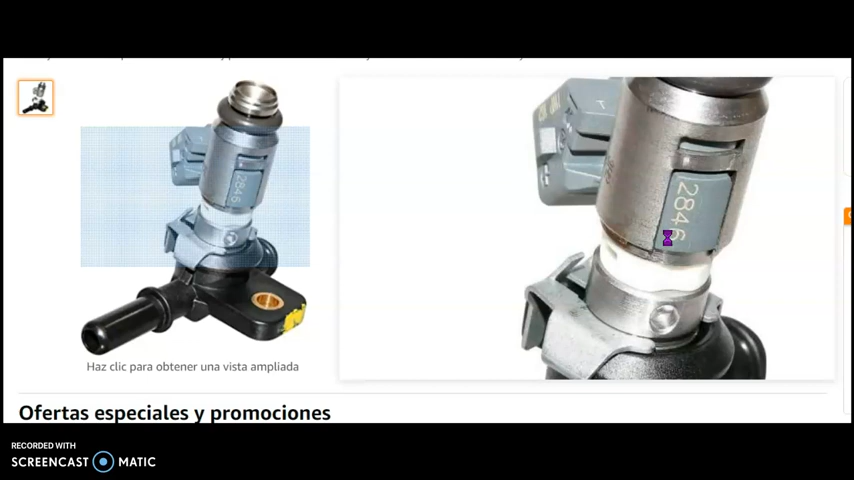 2846
2846
Haz clic para obtener una vista ampliada
Ofertas especiales y promociones
RECORDED WITH
SCREENCAST MATIC